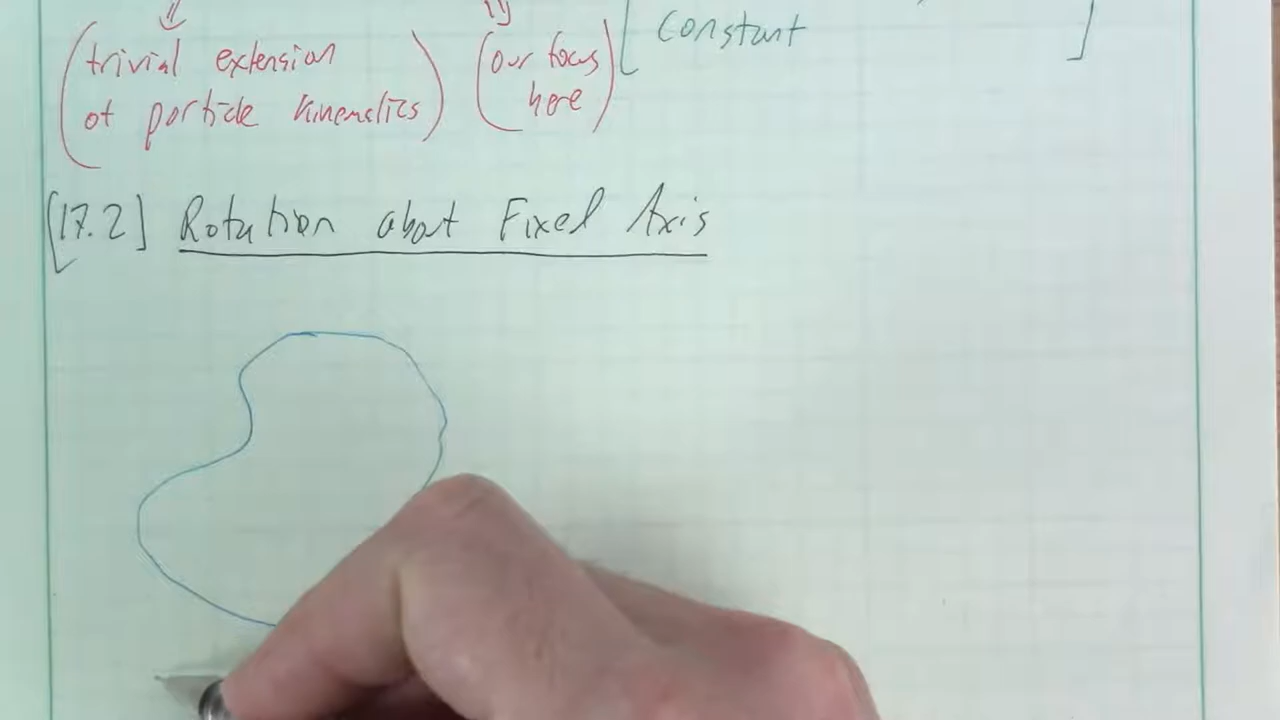 (trivial extension
of particle kinematics)
(our focus
here)
[constant]
[17.2] Rotation about Fixed Axis